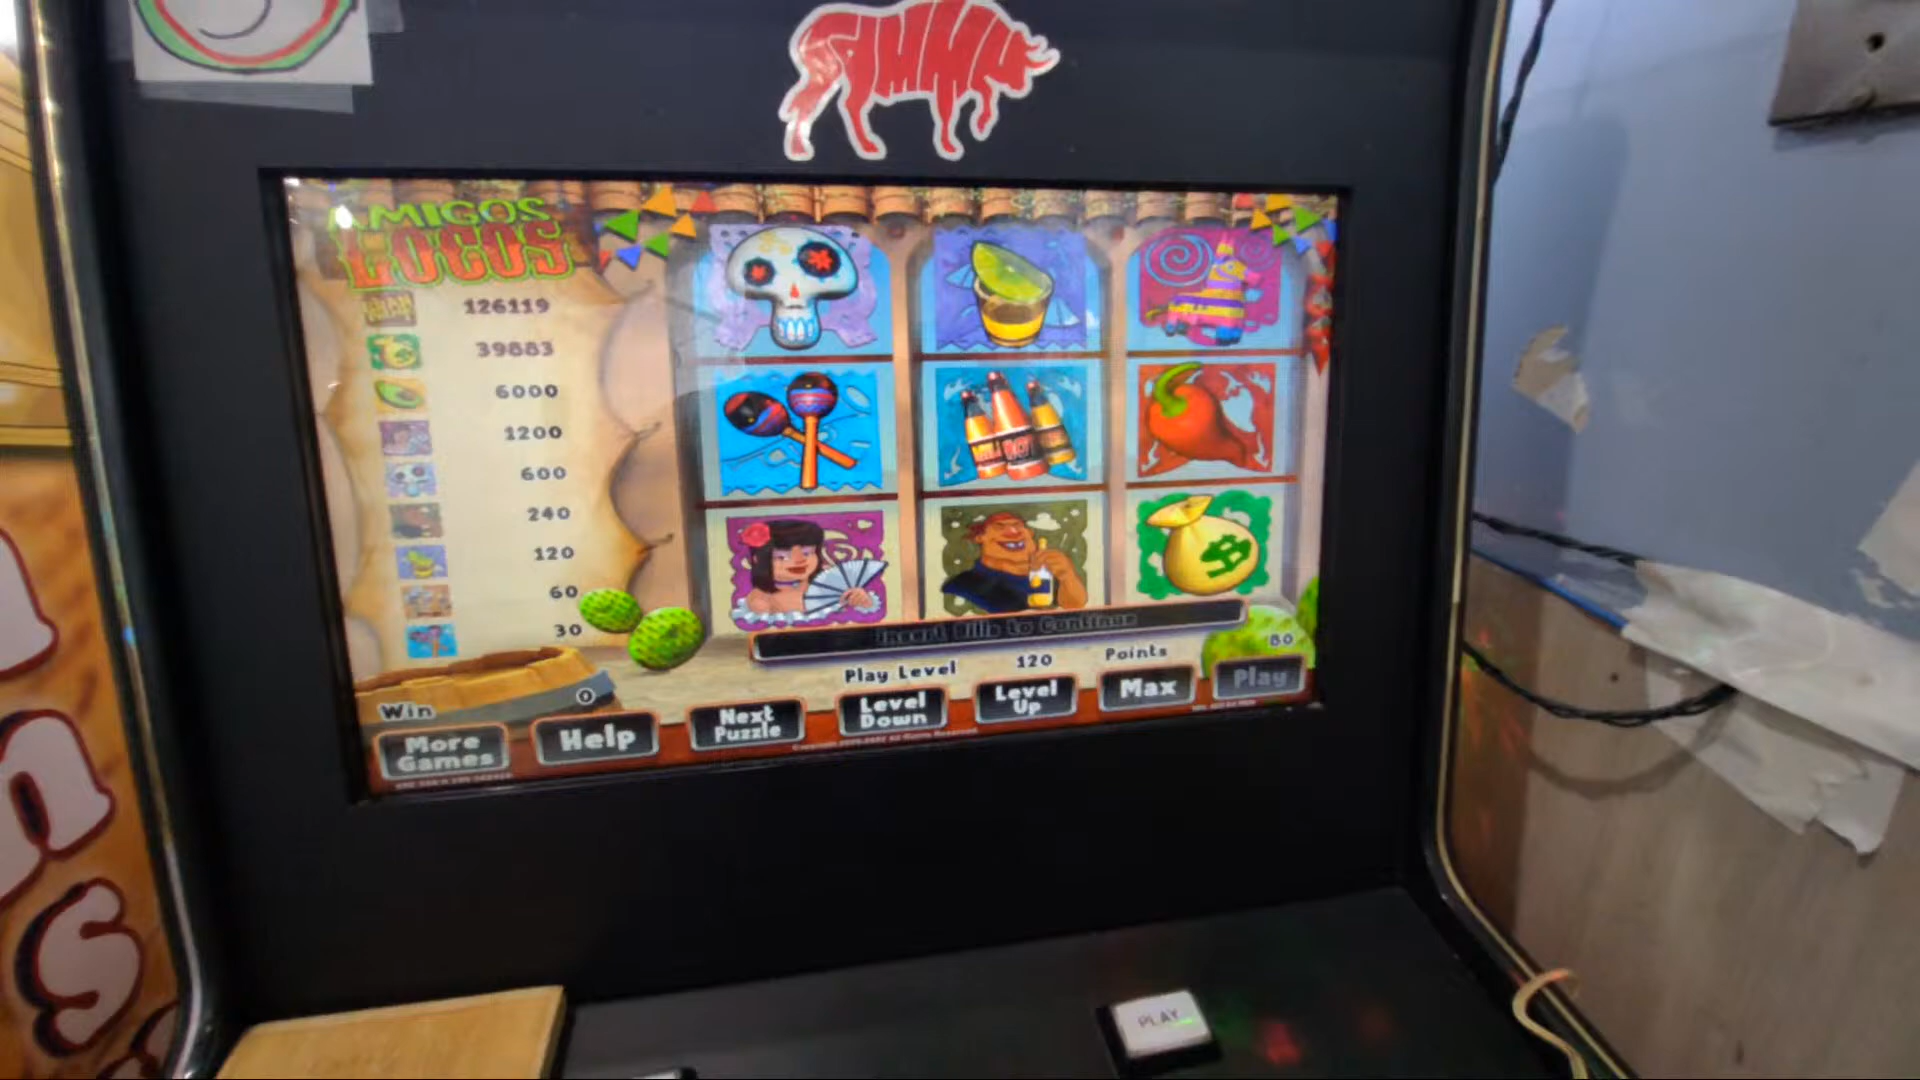 SAMMY
AMIGOS
LOCOS
126119
39883
6000
1200
600
240
120
60
30
Insert Bills to Continue
Play Level
120
Points
80
Win
0
More
Games
Help
Next
Puzzle
Level
Down
Level
Up
Max
Play
PLAY
n
s